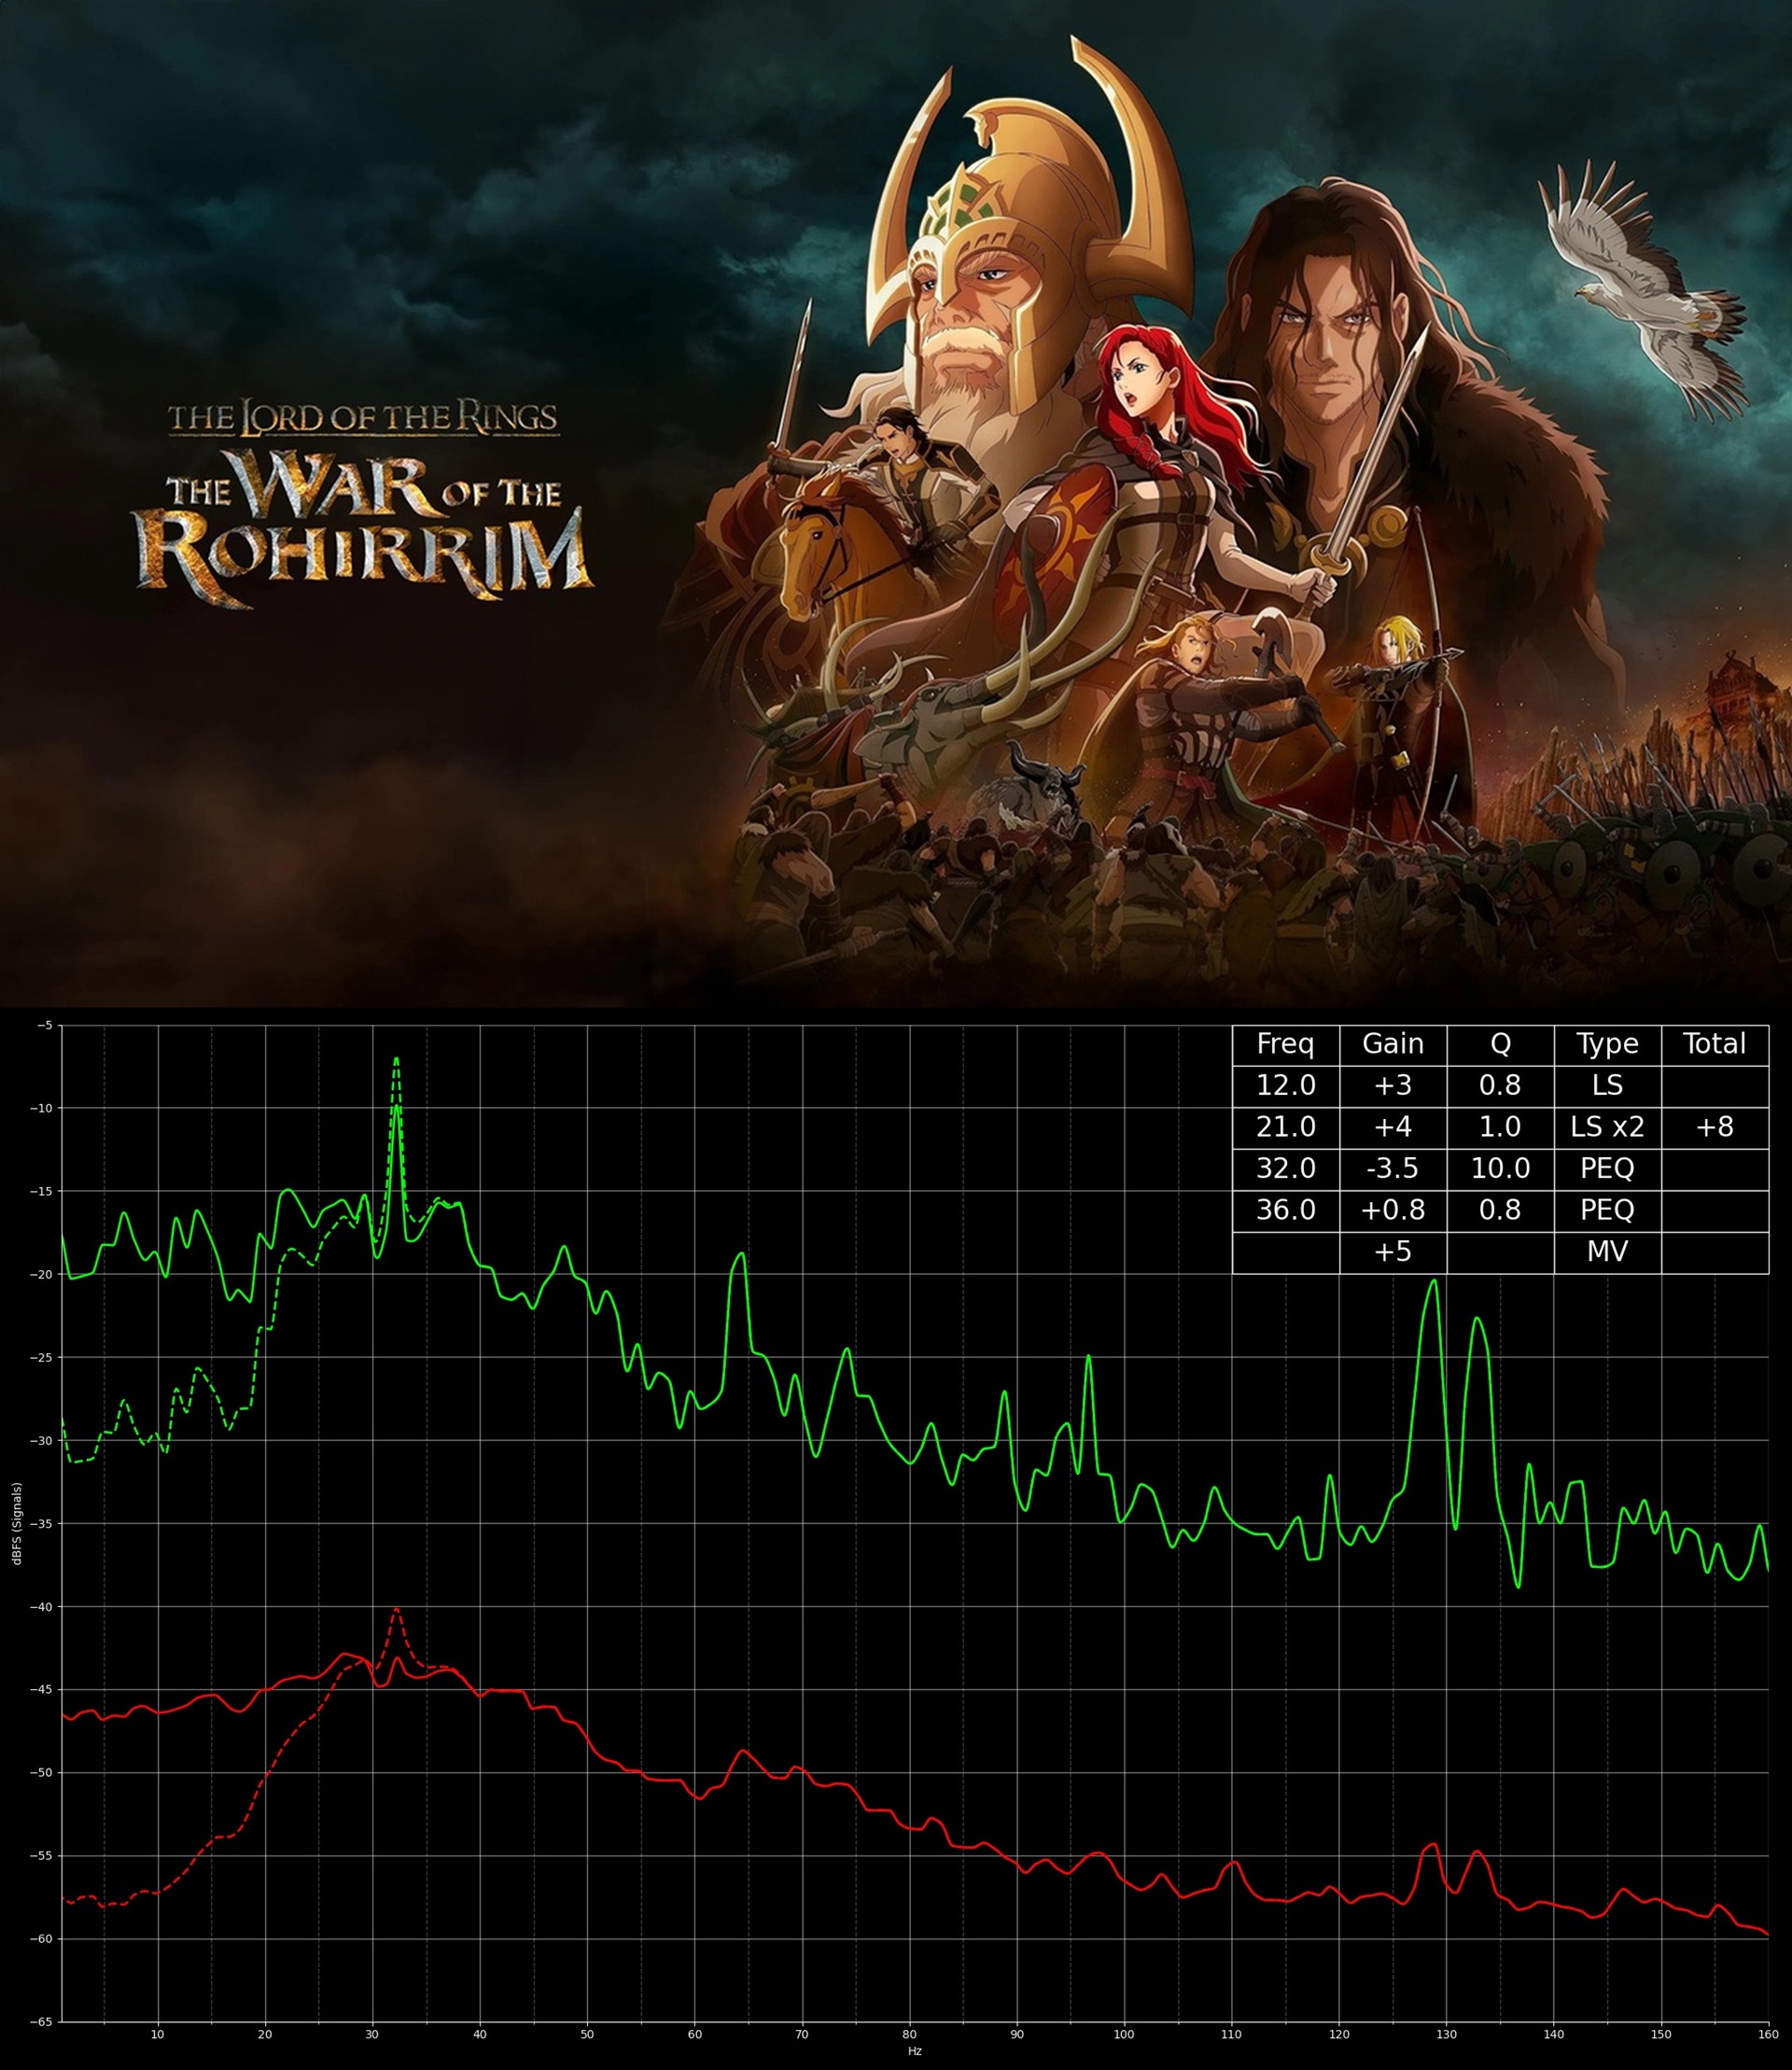 THE LORD OF THE RINGS
THE WAR OF THE
ROHIRRIM
Freq Gain Q Type Total
12.0 +3 0.8 LS
21.0 +4 1.0 LS x2 +8
32.0 -3.5 10.0 PEQ
36.0 +0.8 0.8 PEQ
+5 MV
−5
−10
−15
−20
−25
−30
−35
−40
−45
−50
−55
−60
−65
dBFS (Signals)
10 20 30 40 50 60 70 80 90 100 110 120 130 140 150 160
Hz